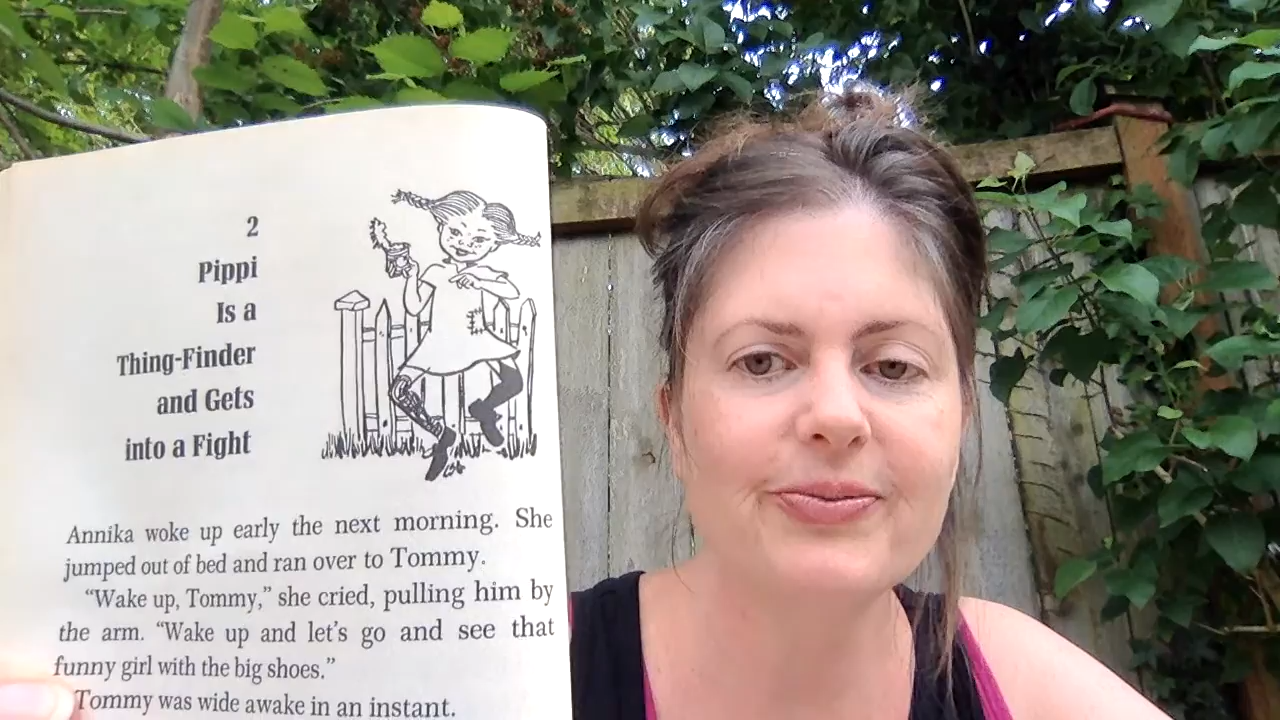 2
Pippi
Is a
Thing-Finder
and Gets
into a Fight
Annika woke up early the next morning. She
jumped out of bed and ran over to Tommy.
“Wake up, Tommy,” she cried, pulling him by
the arm. “Wake up and let’s go and see that
funny girl with the big shoes.”
Tommy was wide awake in an instant.